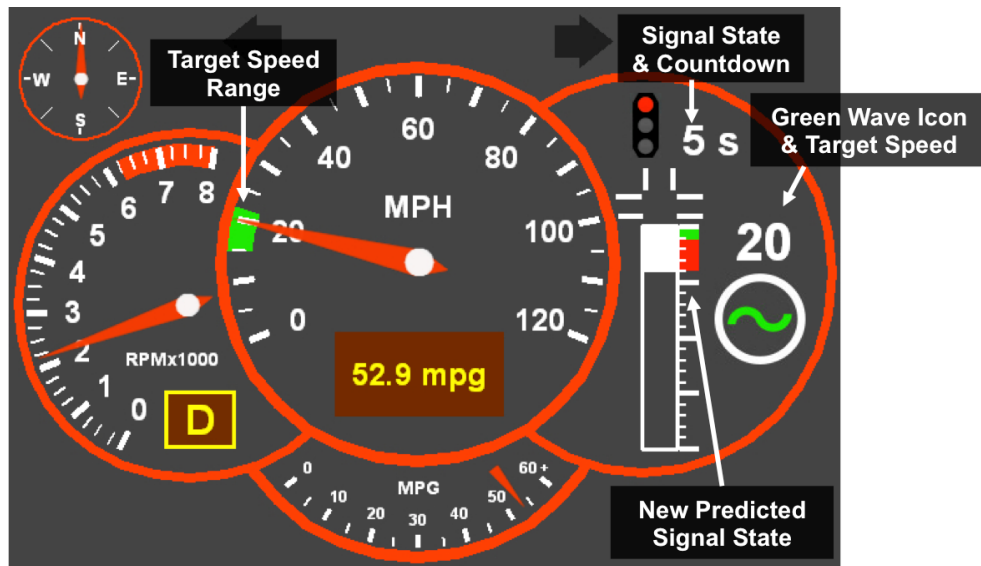 N
W
E
S
Target Speed
Range
Signal State
& Countdown
5 s
Green Wave Icon
& Target Speed
20
0
1
2
3
4
5
6
7
8
RPMx1000
D
0
20
40
60
80
100
120
MPH
52.9 mpg
0
10
20
30
40
50
60+
MPG
New Predicted
Signal State